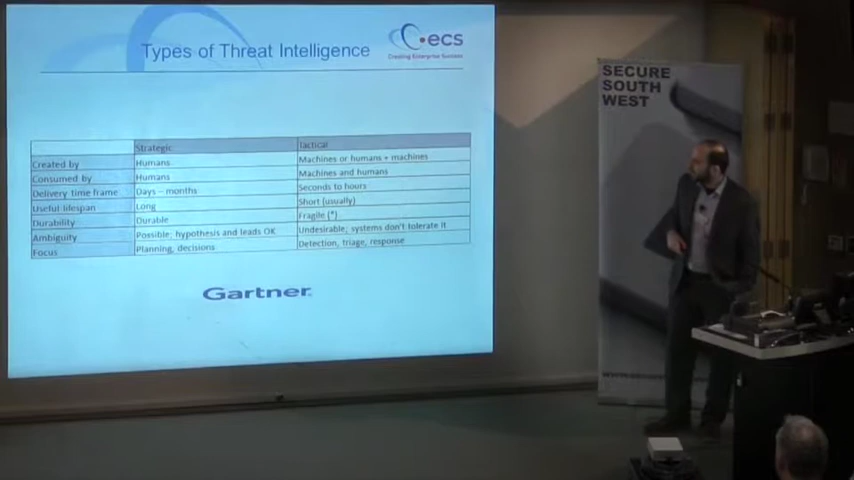 Types of Threat Intelligence
ecs
Creating Enterprise Success
Strategic Tactical
Created by Humans Machines or humans + machines
Consumed by Humans Machines and humans
Delivery time frame Days – months Seconds to hours
Useful lifespan Long Short (usually)
Durability Durable Fragile (*)
Ambiguity Possible; hypothesis and leads OK Undesirable; systems don't tolerate it
Focus Planning, decisions Detection, triage, response
Gartner
SECURE
SOUTH
WEST